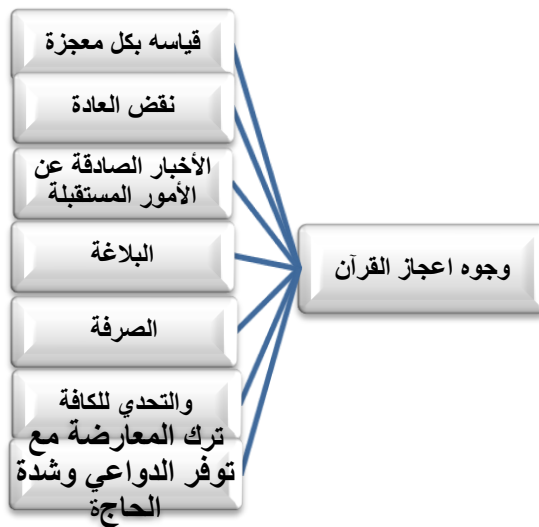 وجوه اعجاز القرآن
قياسه بكل معجزة
نقض العادة
الأخبار الصادقة عن
الأمور المستقبلة
البلاغة
الصرفة
والتحدي للكافة
ترك المعارضة مع
توفر الدواعي وشدة
الحاجة